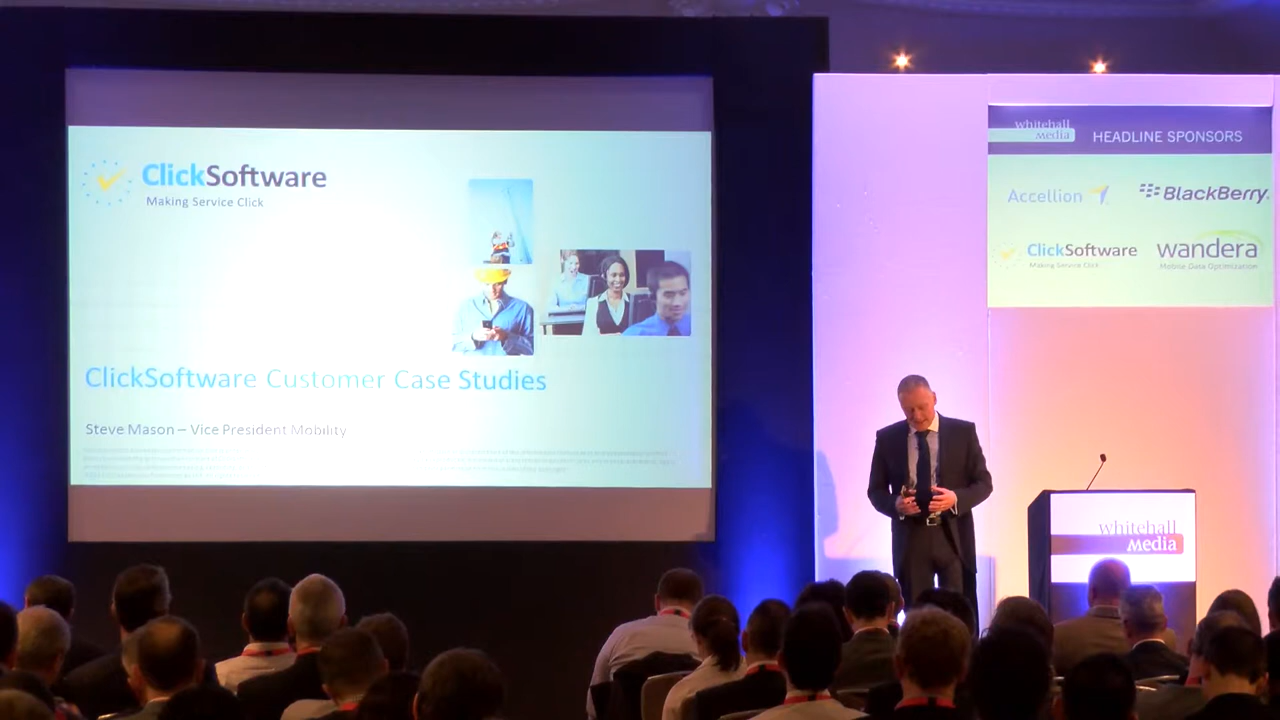 ClickSoftware
Making Service Click
ClickSoftware Customer Case Studies
Steve Mason – Vice President Mobility
whitehall
media
HEADLINE SPONSORS
Accellion
BlackBerry
ClickSoftware
Making Service Click
wandera
Mobile Data Optimization
whitehall
media